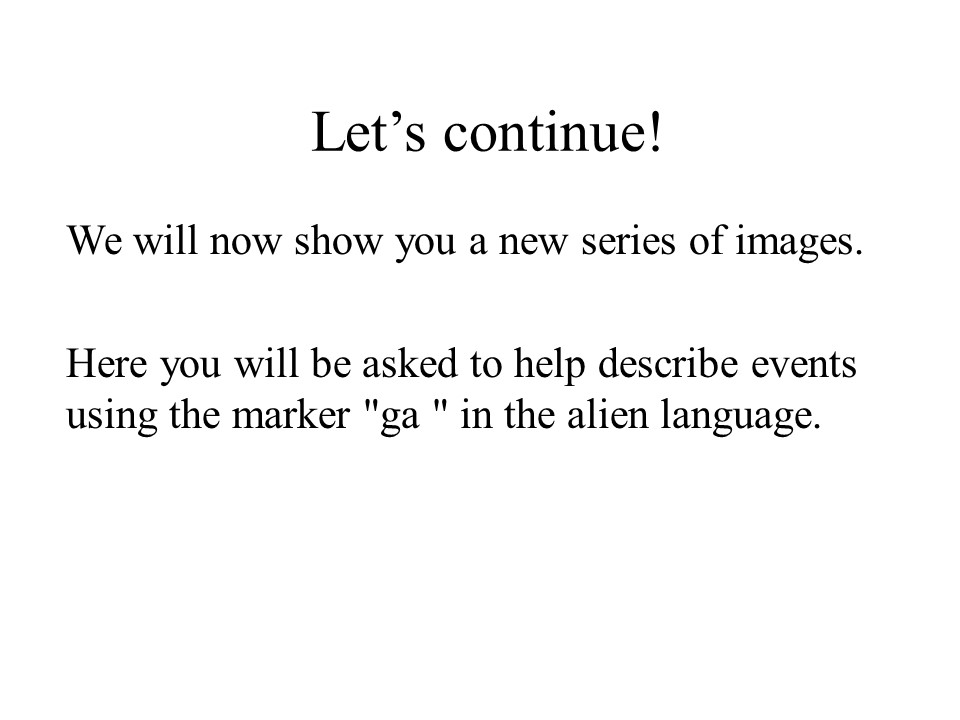 Let’s continue!
We will now show you a new series of images.
Here you will be asked to help describe events
using the marker "ga " in the alien language.